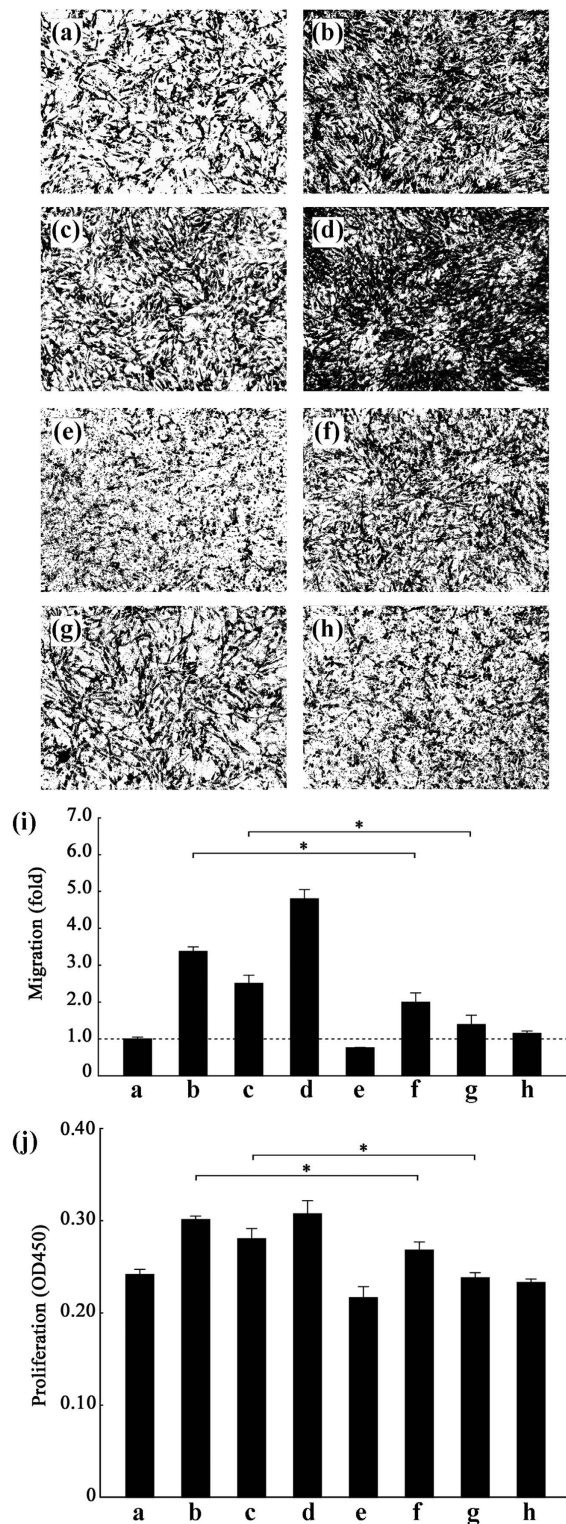 (a)
(b)
(c)
(d)
(e)
(f)
(g)
(h)
(i)
7.0
6.0
5.0
4.0
3.0
2.0
1.0
0
Migration (fold)
*
*
a b c d e f g h
(j)
0.40
0.30
0.20
0.10
0
Proliferation (OD450)
*
*
a b c d e f g h